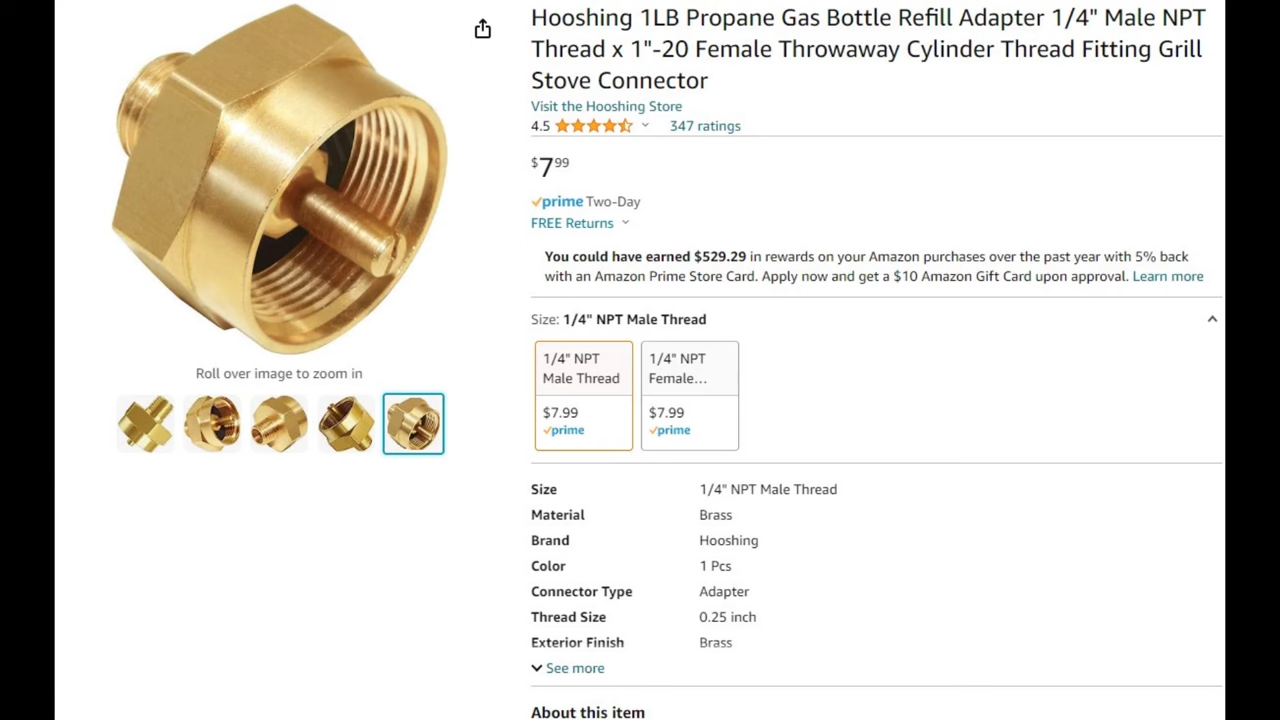 Hooshing 1LB Propane Gas Bottle Refill Adapter 1/4" Male NPT
Thread x 1"-20 Female Throwaway Cylinder Thread Fitting Grill
Stove Connector
Visit the Hooshing Store
4.5 347 ratings
$7.99
prime Two-Day
FREE Returns
You could have earned $529.29 in rewards on your Amazon purchases over the past year with 5% back
with an Amazon Prime Store Card. Apply now and get a $10 Amazon Gift Card upon approval. Learn more
Size: 1/4" NPT Male Thread
1/4" NPT
Male Thread
$7.99
prime
1/4" NPT
Female...
$7.99
prime
Roll over image to zoom in
Size 1/4" NPT Male Thread
Material Brass
Brand Hooshing
Color 1 Pcs
Connector Type Adapter
Thread Size 0.25 inch
Exterior Finish Brass
See more
About this item